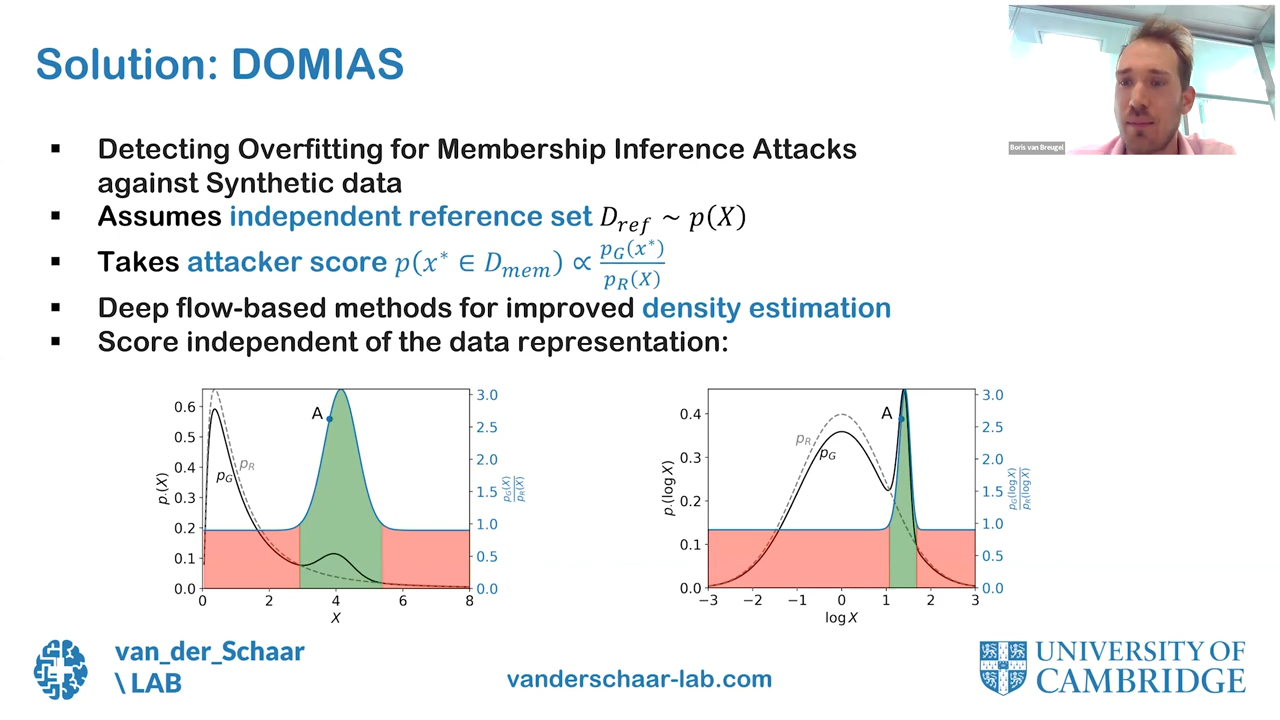 Solution: DOMIAS
Boris van Breugel
▪ Detecting Overfitting for Membership Inference Attacks
against Synthetic data
▪ Assumes independent reference set D_ref ~ p(X)
▪ Takes attacker score p(x* ∈ D_mem) ∝ p_G(x*) / p_R(X)
▪ Deep flow-based methods for improved density estimation
▪ Score independent of the data representation:
p.(X)
0.6
0.5
0.4
0.3
0.2
0.1
0.0
A
p_R
p_G
3.0
2.5
2.0
1.5
1.0
0.5
0.0
p_G(X) / p_R(X)
0 2 4 6 8
X
p.(log X)
0.4
0.3
0.2
0.1
0.0
A
p_R
p_G
3.0
2.5
2.0
1.5
1.0
0.5
0.0
p_G(log X) / p_R(log X)
−3 −2 −1 0 1 2 3
log X
van_der_Schaar
\ LAB
vanderschaar-lab.com
UNIVERSITY OF
CAMBRIDGE